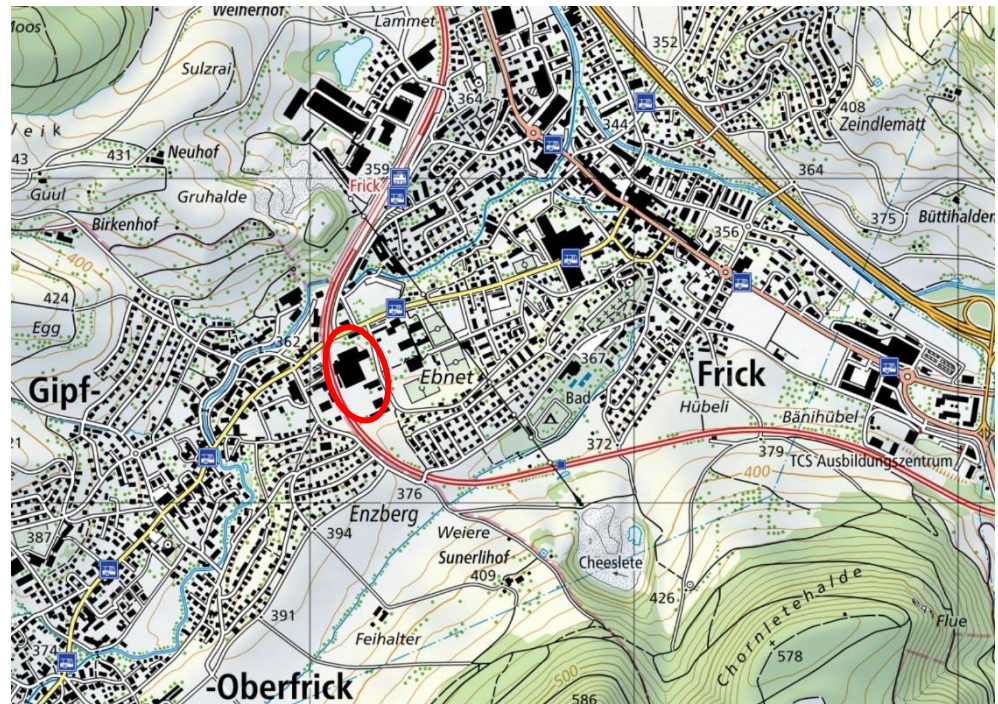 Moos
Weiherhof
Lammet
352
Sulzrai
364
408
Zeindlematt
Veik
344
43
431
Neuhof
359
364
Guul
Gruhalde
Frick
375
Büttihalden
Birkenhof
356
400
424
362
Egg
367
Ebnet
Gipf-
Bad
Frick
Hübeli
Bänihübel
21
372
379
400
TCS Ausbildungszentrum
376
387
Enzberg
394
Weiere
Sunerlihof
Cheeslete
409
426
391
Chornletehalde
Flue
Feihalter
374
578
500
-Oberfrick
586